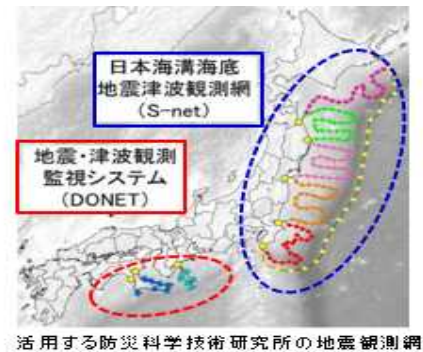 日本海溝海底
地震津波観測網
(S-net)
地震・津波観測
監視システム
(DONET)
活用する防災科学技術研究所の地震観測網